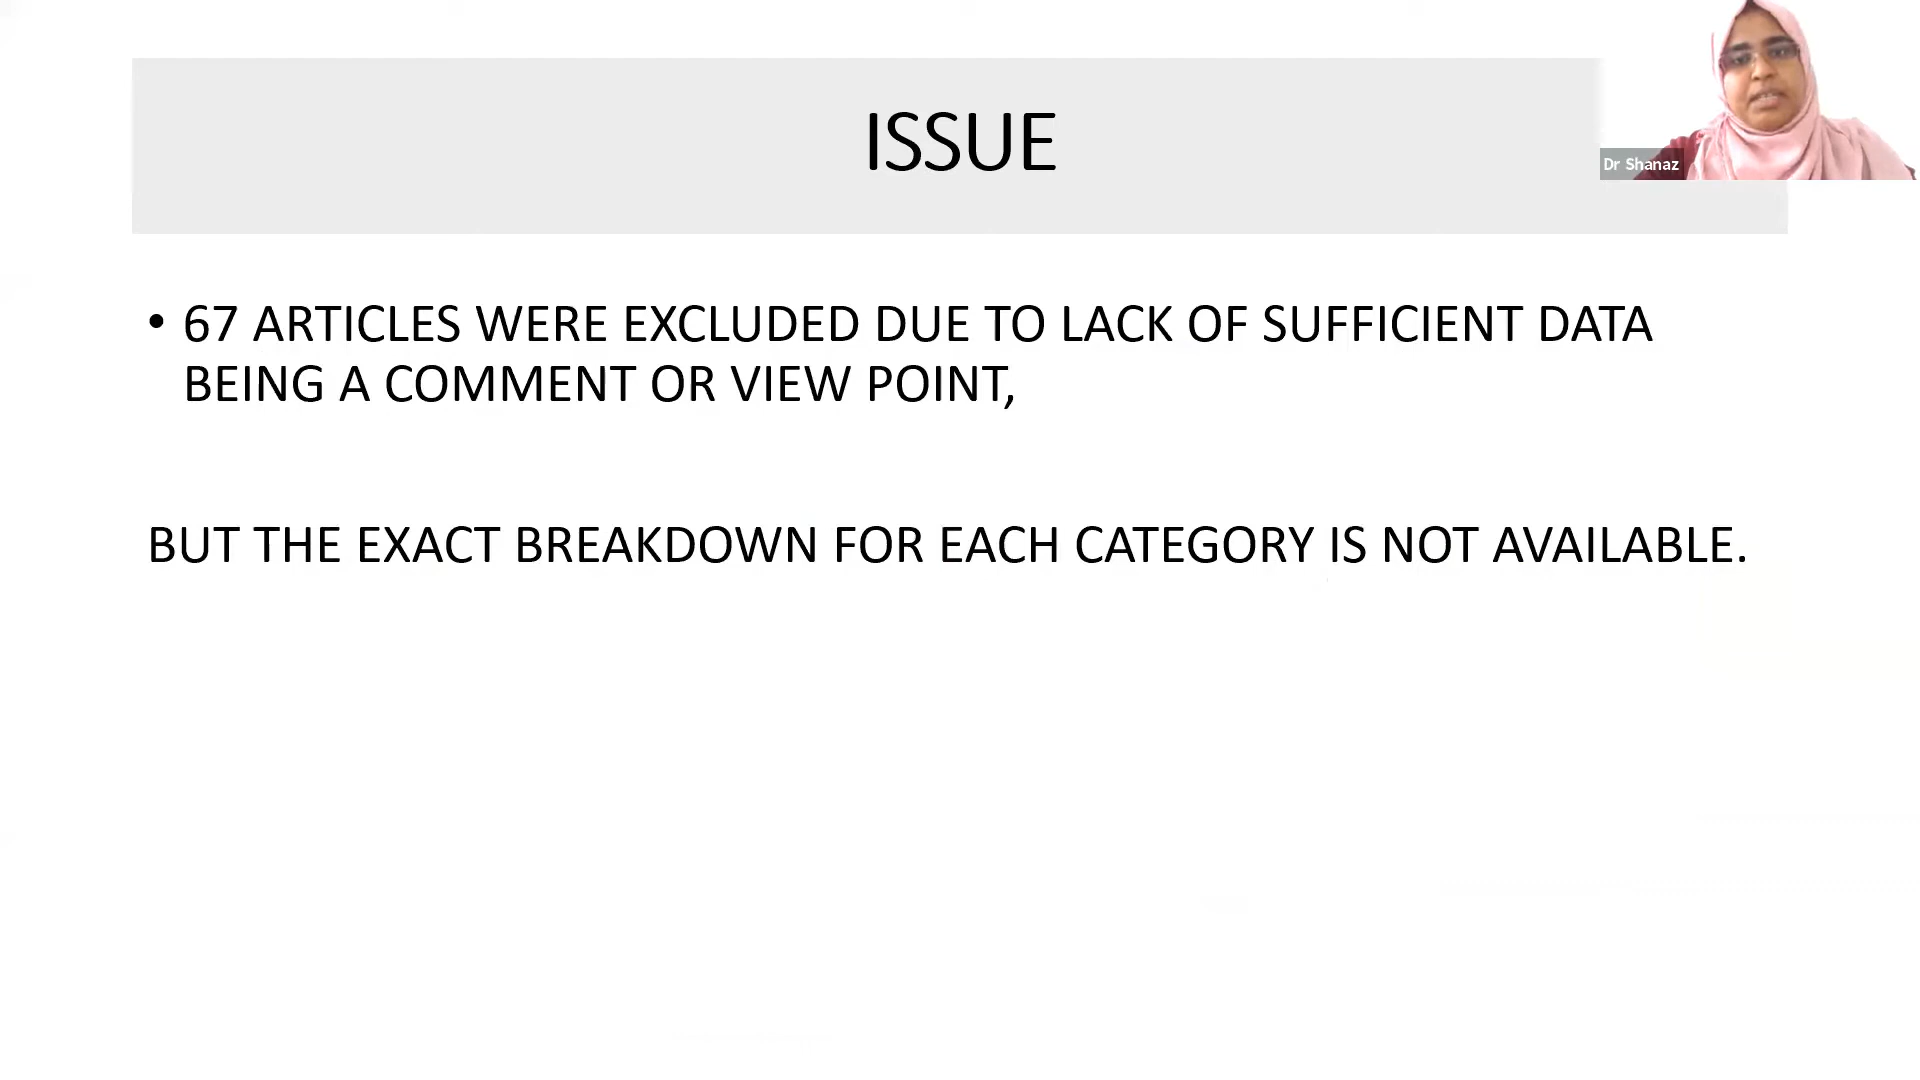 ISSUE
Dr Shanaz
• 67 ARTICLES WERE EXCLUDED DUE TO LACK OF SUFFICIENT DATA
BEING A COMMENT OR VIEW POINT,
BUT THE EXACT BREAKDOWN FOR EACH CATEGORY IS NOT AVAILABLE.